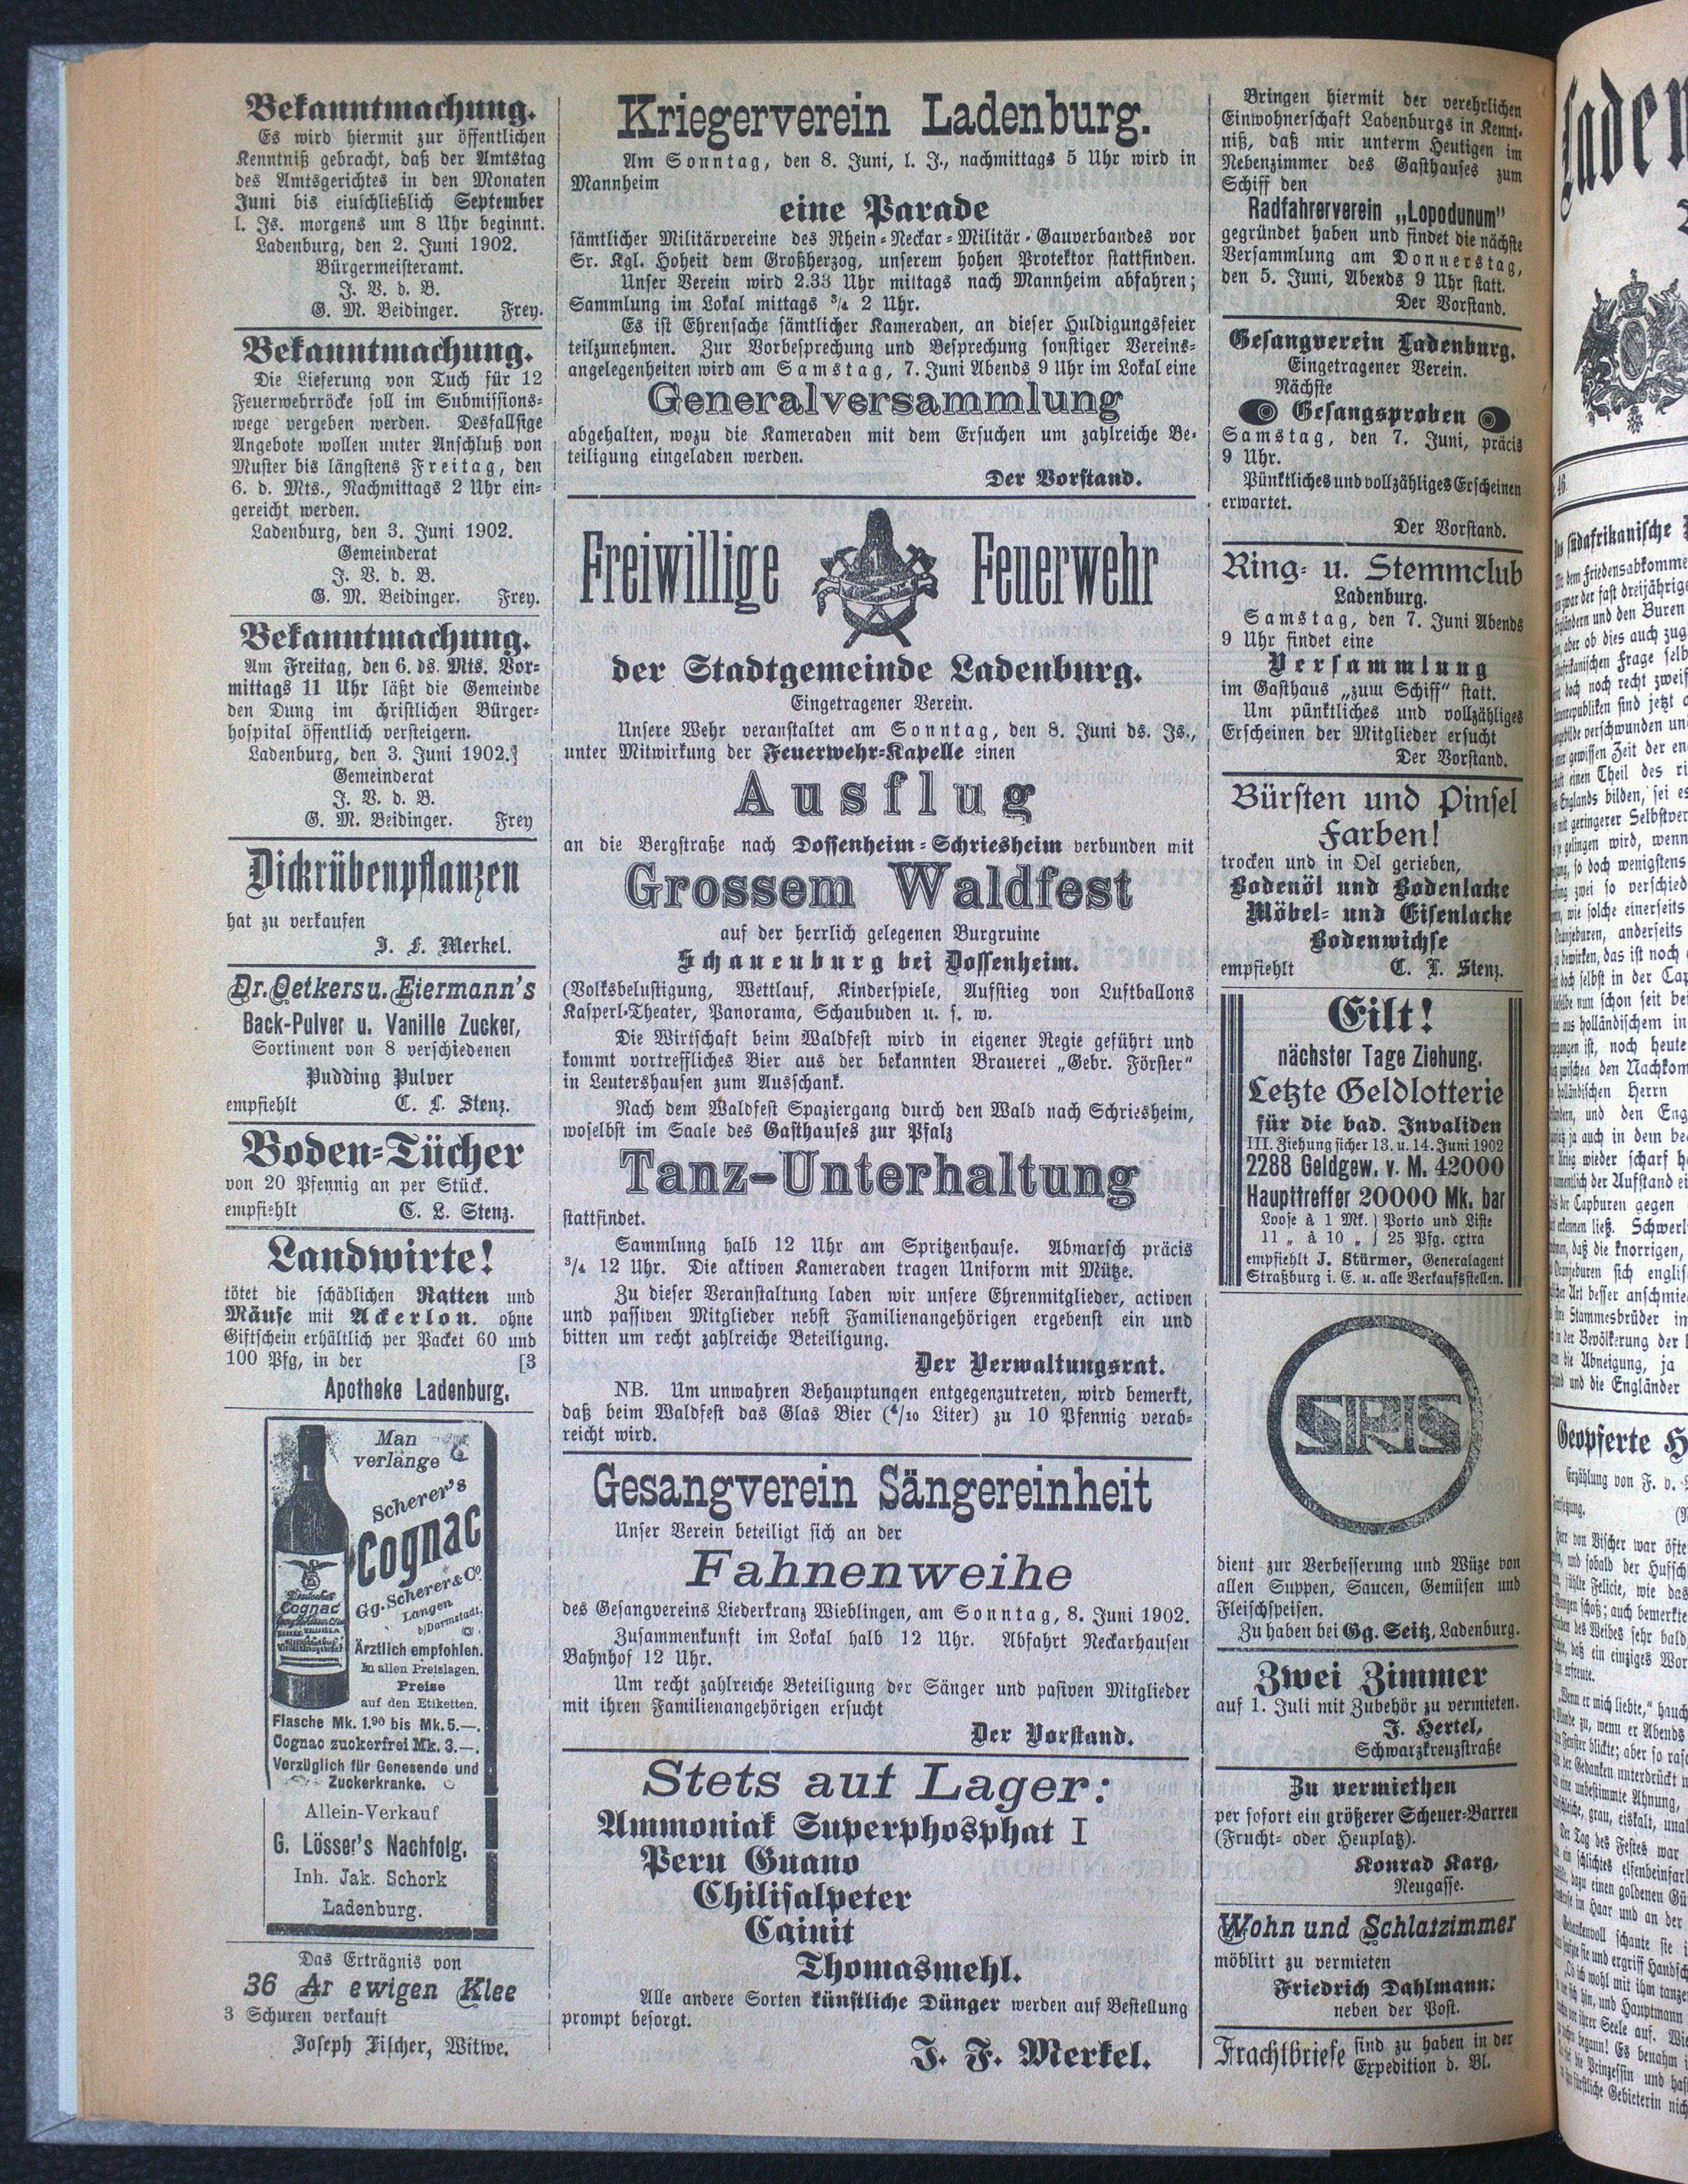 Bekanntmachung.
Es wird hiermit zur öffentlichen
Kenntniß gebracht, daß der Amtstag
des Amtsgerichtes in den Monaten
Juni bis einschließlich September
l. Js. morgens um 8 Uhr beginnt.
Ladenburg, den 2. Juni 1902.
Bürgermeisteramt.
J. V. d. B.
G. M. Beidinger. Frey.
Bekanntmachung.
Die Lieferung von Tuch für 12
Feuerwehrröcke soll im Submissions-
wege vergeben werden. Desfallsige
Angebote wollen unter Anschluß von
Muster bis längstens Freitag, den
6. d. Mts., Nachmittags 2 Uhr ein-
gereicht werden.
Ladenburg, den 3. Juni 1902.
Gemeinderat
J. V. d. B.
G. M. Beidinger. Frey.
Bekanntmachung.
Am Freitag, den 6. ds. Mts. Vor-
mittags 11 Uhr läßt die Gemeinde
den Dung im christlichen Bürger-
hospital öffentlich versteigern.
Ladenburg, den 3. Juni 1902.]
Gemeinderat
J. V. d. B.
G. M. Beidinger. Frey
Dickrübenpflanzen
hat zu verkaufen
J. F. Merkel.
Dr. Oetkers u. Eiermann's
Back-Pulver u. Vanille Zucker,
Sortiment von 8 verschiedenen
Pudding Pulver
empfiehlt C. L. Stenz.
Boden-Tücher
von 20 Pfennig an per Stück.
empfiehlt C. L. Stenz.
Landwirte!
tötet die schädlichen Ratten und
Mäuse mit Ackerlon. ohne
Giftschein erhältlich per Packet 60 und
100 Pfg, in der [3
Apotheke Ladenburg.
Man
verlange
Scherer's
Cognac
Gg. Scherer & Co.
Langen
b/Darmstadt.
Deutscher
Cognac
Ärztlich empfohlen.
In allen Preislagen.
Preise
auf den Etiketten.
Flasche Mk. 1.90 bis Mk. 5.—.
Cognac zuckerfrei Mk. 3.—.
Vorzüglich für Genesende und
Zuckerkranke.
Allein-Verkauf
G. Lösser's Nachfolg.
Inh. Jak. Schork
Ladenburg.
Das Erträgnis von
36 Ar ewigen Klee
3 Schuren verkauft
Joseph Fischer, Witwe.
Kriegerverein Ladenburg.
Am Sonntag, den 8. Juni, l. J., nachmittags 5 Uhr wird in
Mannheim
eine Parade
sämtlicher Militärvereine des Rhein-Neckar-Militär-Gauverbandes vor
Sr. Kgl. Hoheit dem Großherzog, unserem hohen Protektor stattfinden.
Unser Verein wird 2.33 Uhr mittags nach Mannheim abfahren;
Sammlung im Lokal mittags 3/4 2 Uhr.
Es ist Ehrensache sämtlicher Kameraden, an dieser Huldigungsfeier
teilzunehmen. Zur Vorbesprechung und Besprechung sonstiger Vereins-
angelegenheiten wird am Samstag, 7. Juni Abends 9 Uhr im Lokal eine
Generalversammlung
abgehalten, wozu die Kameraden mit dem Ersuchen um zahlreiche Be-
teiligung eingeladen werden.
Der Vorstand.
Freiwillige Feuerwehr
der Stadtgemeinde Ladenburg.
Eingetragener Verein.
Unsere Wehr veranstaltet am Sonntag, den 8. Juni ds. Js.,
unter Mitwirkung der Feuerwehr-Kapelle einen
Ausflug
an die Bergstraße nach Dossenheim-Schriesheim verbunden mit
Grossem Waldfest
auf der herrlich gelegenen Burgruine
Schauenburg bei Dossenheim.
(Volksbelustigung, Wettlauf, Kinderspiele, Aufstieg von Luftballons
Kasperl-Theater, Panorama, Schaubuden u. s. w.
Die Wirtschaft beim Waldfest wird in eigener Regie geführt und
kommt vortreffliches Bier aus der bekannten Brauerei „Gebr. Förster“
in Leutershausen zum Ausschank.
Nach dem Waldfest Spaziergang durch den Wald nach Schriesheim,
woselbst im Saale des Gasthauses zur Pfalz
Tanz-Unterhaltung
stattfindet.
Sammlung halb 12 Uhr am Spritzenhause. Abmarsch präcis
3/4 12 Uhr. Die aktiven Kameraden tragen Uniform mit Mütze.
Zu dieser Veranstaltung laden wir unsere Ehrenmitglieder, activen
und passiven Mitglieder nebst Familienangehörigen ergebenst ein und
bitten um recht zahlreiche Beteiligung.
Der Verwaltungsrat.
NB. Um unwahren Behauptungen entgegenzutreten, wird bemerkt,
daß beim Waldfest das Glas Bier (4/10 Liter) zu 10 Pfennig verab-
reicht wird.
Gesangverein Sängereinheit
Unser Verein beteiligt sich an der
Fahnenweihe
des Gesangvereins Liederkranz Wieblingen, am Sonntag, 8. Juni 1902.
Zusammenkunft im Lokal halb 12 Uhr. Abfahrt Neckarhausen
Bahnhof 12 Uhr.
Um recht zahlreiche Beteiligung der Sänger und pasiven Mitglieder
mit ihren Familienangehörigen ersucht
Der Vorstand.
Stets auf Lager:
Ammoniak Superphosphat I
Peru Guano
Chilisalpeter
Cainit
Thomasmehl.
Alle andere Sorten künstliche Dünger werden auf Bestellung
prompt besorgt.
J. F. Merkel.
Bringen hiermit der verehrlichen
Einwohnerschaft Ladenburgs in Kennt-
niß, daß mir unterm Heutigen im
Nebenzimmer des Gasthauses zum
Schiff den
Radfahrerverein „Lopodunum“
gegründet haben und findet die nächste
Versammlung am Donnerstag,
den 5. Juni, Abends 9 Uhr statt.
Der Vorstand.
Gesangverein Ladenburg.
Eingetragener Verein.
Nächste
Gesangsproben
Samstag, den 7. Juni, präcis
9 Uhr.
Pünktliches und vollzähliges Erscheinen
erwartet.
Der Vorstand.
Ring- u. Stemmclub
Ladenburg.
Samstag, den 7. Juni Abends
9 Uhr findet eine
Versammlung
im Gasthaus „zum Schiff“ statt.
Um pünktliches und vollzähliges
Erscheinen der Mitglieder ersucht
Der Vorstand.
Bürsten und Pinsel
Farben!
trocken und in Oel gerieben,
Bodenöl und Bodenlacke
Möbel- und Eisenlacke
Bodenwichse
empfiehlt C. L. Stenz.
Eilt!
nächster Tage Ziehung.
Letzte Geldlotterie
für die bad. Invaliden
III. Ziehung sicher 13. u. 14. Juni 1902
2288 Geldgew. v. M. 42000
Haupttreffer 20000 Mk. bar
Loose à 1 Mk. } Porto und Liste
11 „ à 10 „ } 25 Pfg. extra
empfiehlt J. Stürmer, Generalagent
Straßburg i. E. u. alle Verkaufsstellen.
SIRIS
dient zur Verbesserung und Wüze von
allen Suppen, Saucen, Gemüsen und
Fleischspeisen.
Zu haben bei Gg. Seitz, Ladenburg.
Zwei Zimmer
auf 1. Juli mit Zubehör zu vermieten.
J. Hertel,
Schwarzkreuzstraße
Zu vermiethen
per sofort ein größerer Scheuer-Barren
(Frucht- oder Heuplatz).
Konrad Karg,
Neugasse.
Wohn und Schlafzimmer
möblirt zu vermieten
Friedrich Dahlmann.
neben der Post.
Frachtbriefe sind zu haben in der
Expedition d. Bl.